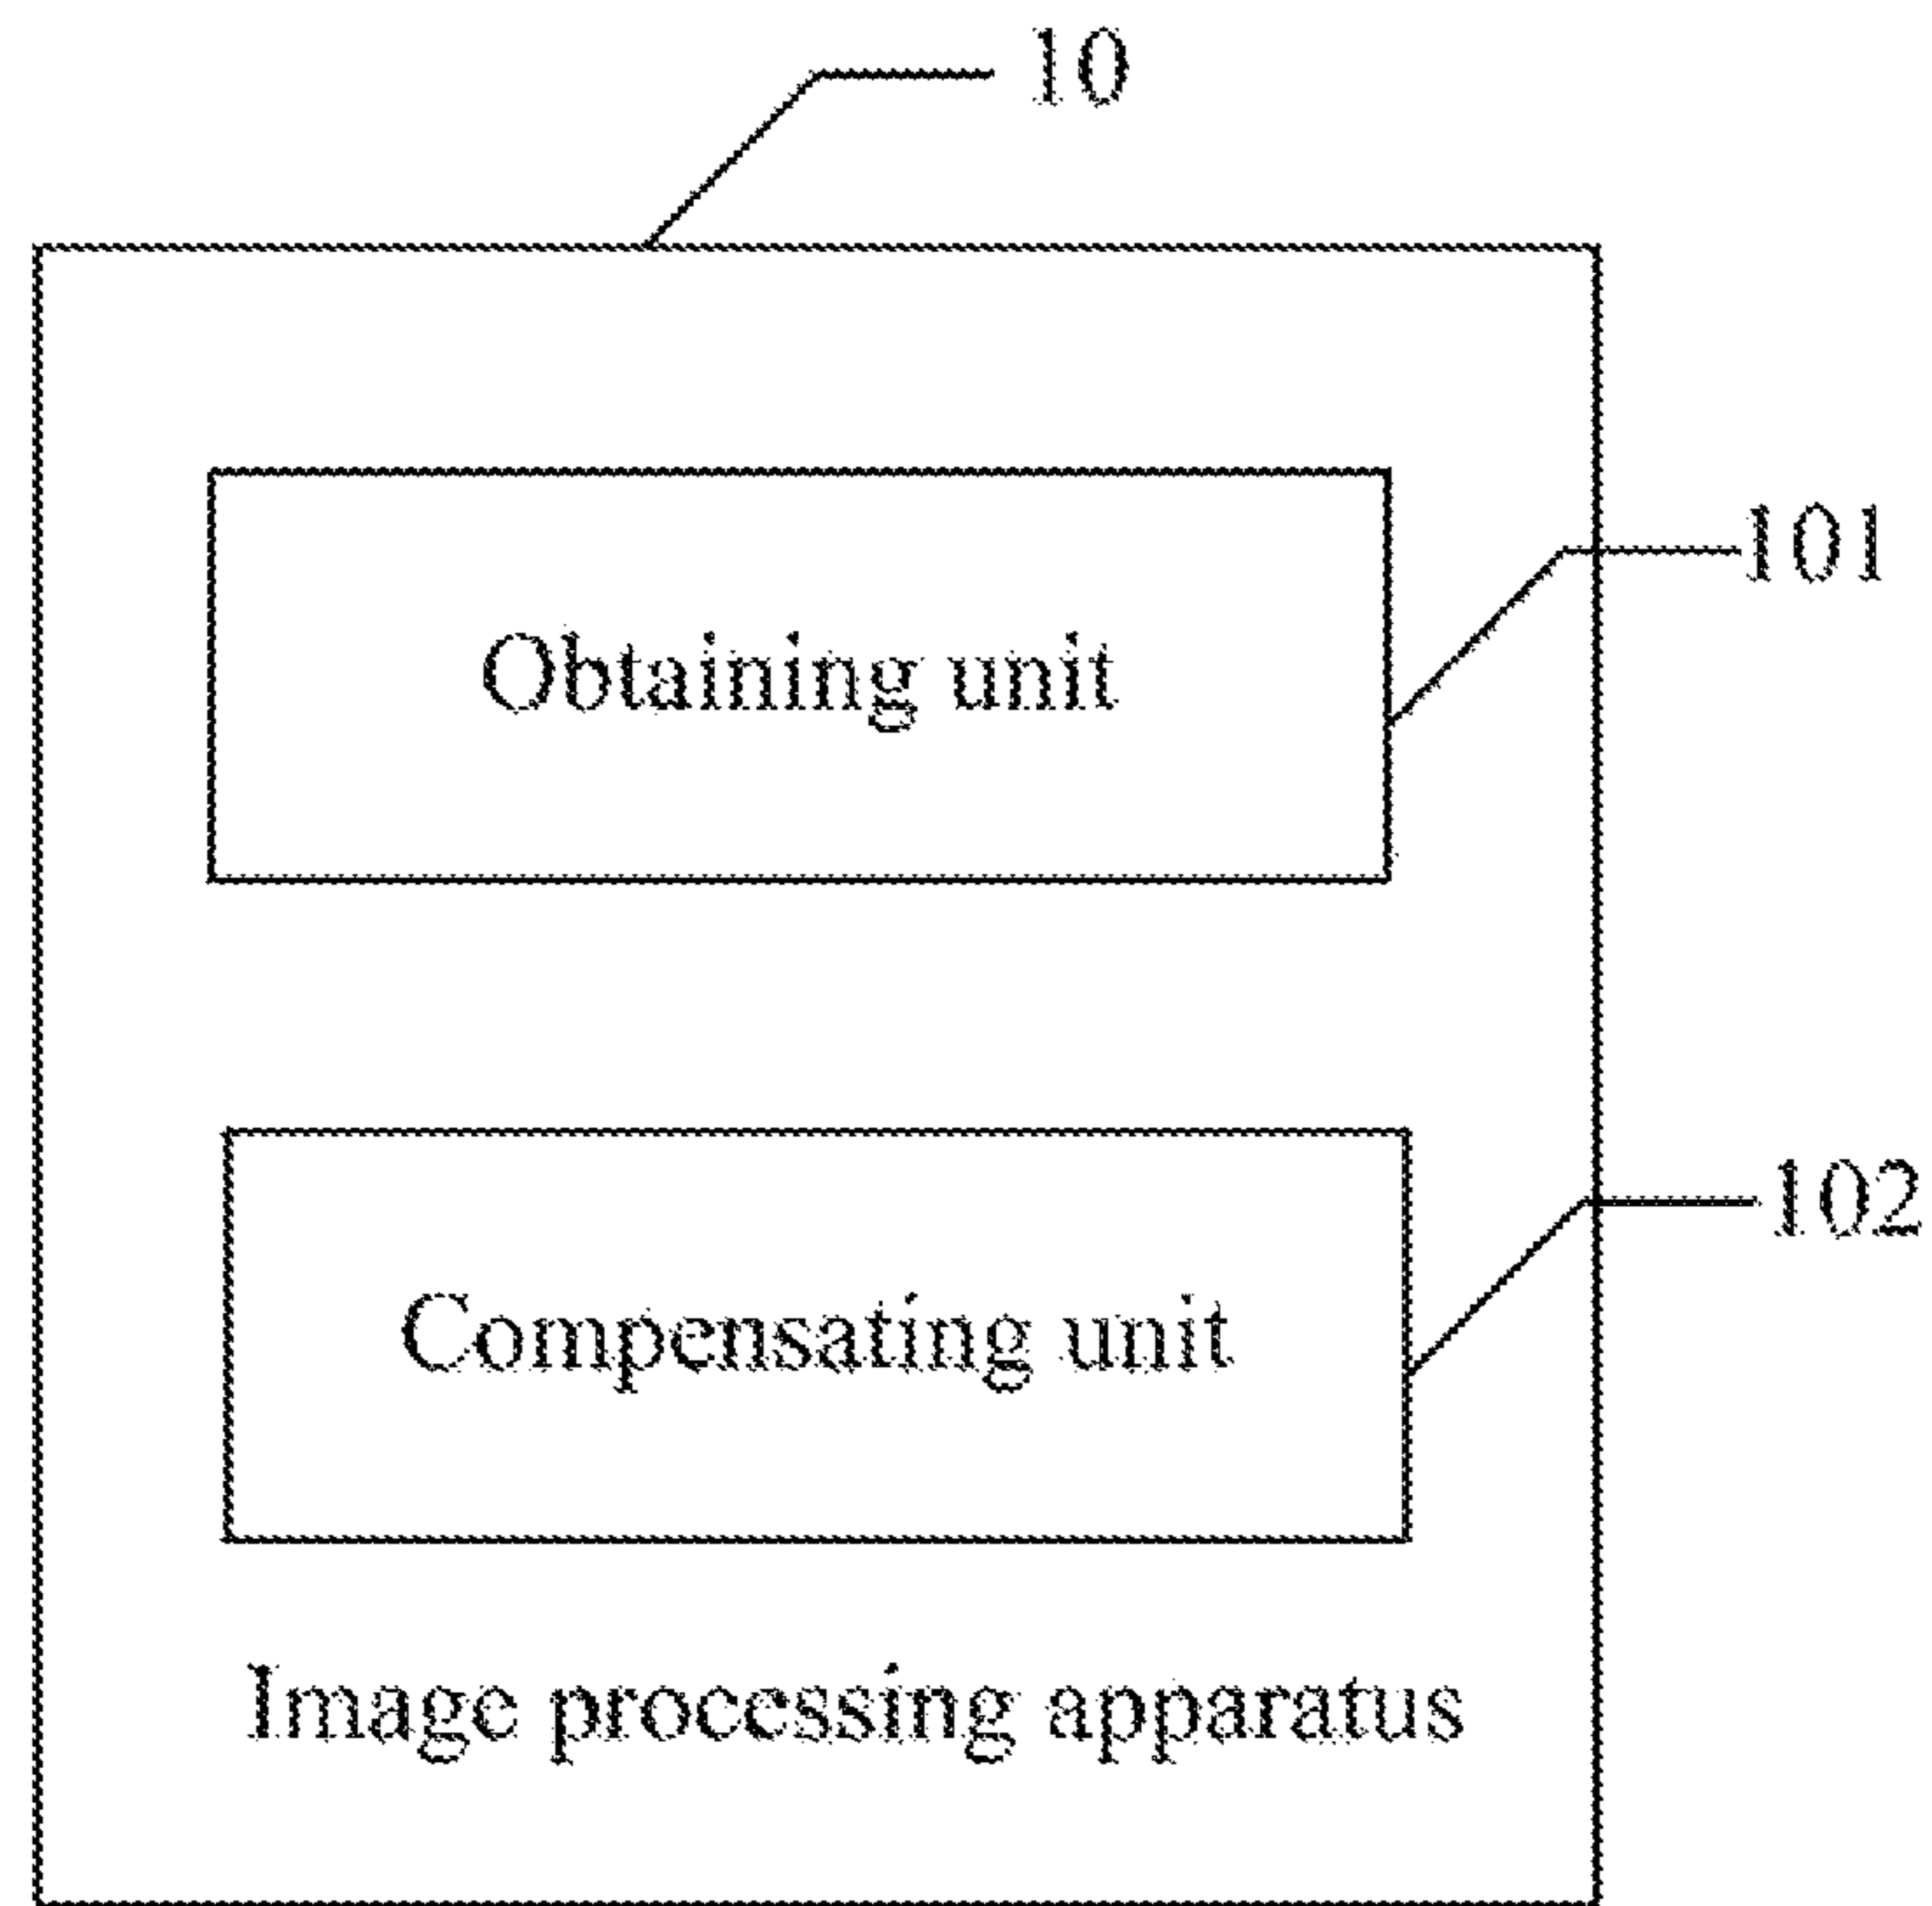 10
101
Obtaining unit
102
Compensating unit
Image processing apparatus